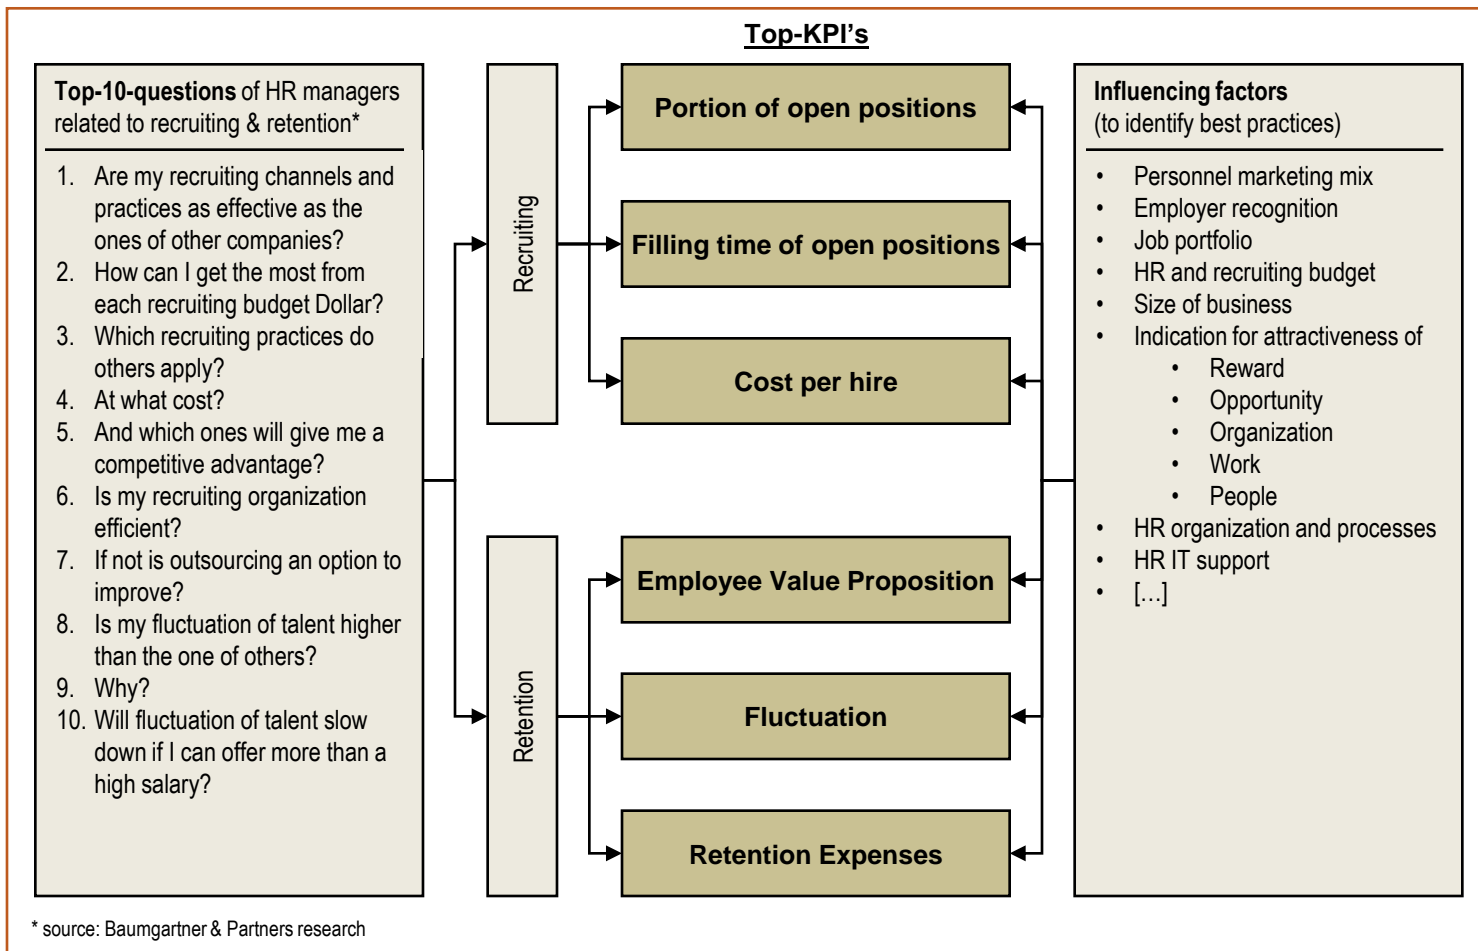 Top-KPI's
Top-10-questions of HR managers
related to recruiting & retention*
1. Are my recruiting channels and
practices as effective as the
ones of other companies?
2. How can I get the most from
each recruiting budget Dollar?
3. Which recruiting practices do
others apply?
4. At what cost?
5. And which ones will give me a
competitive advantage?
6. Is my recruiting organization
efficient?
7. If not is outsourcing an option to
improve?
8. Is my fluctuation of talent higher
than the one of others?
9. Why?
10. Will fluctuation of talent slow
down if I can offer more than a
high salary?
Recruiting
Portion of open positions
Filling time of open positions
Cost per hire
Retention
Employee Value Proposition
Fluctuation
Retention Expenses
Influencing factors
(to identify best practices)
• Personnel marketing mix
• Employer recognition
• Job portfolio
• HR and recruiting budget
• Size of business
• Indication for attractiveness of
• Reward
• Opportunity
• Organization
• Work
• People
• HR organization and processes
• HR IT support
• […]
* source: Baumgartner & Partners research